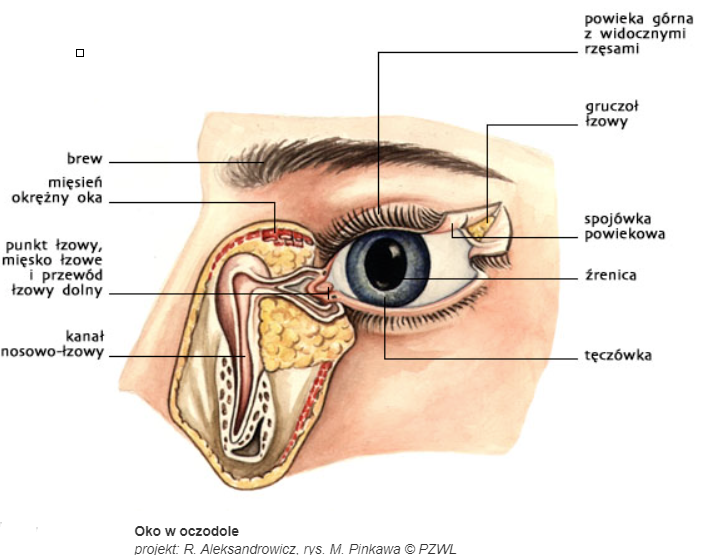 powieka górna
z widocznymi
rzęsami
gruczoł
łzowy
brew
mięsień
okrężny oka
spojówka
powiekowa
punkt łzowy,
mięsko łzowe
i przewód
łzowy dolny
źrenica
kanał
nosowo-łzowy
tęczówka
Oko w oczodole
projekt: R. Aleksandrowicz, rys. M. Pinkawa © PZWL